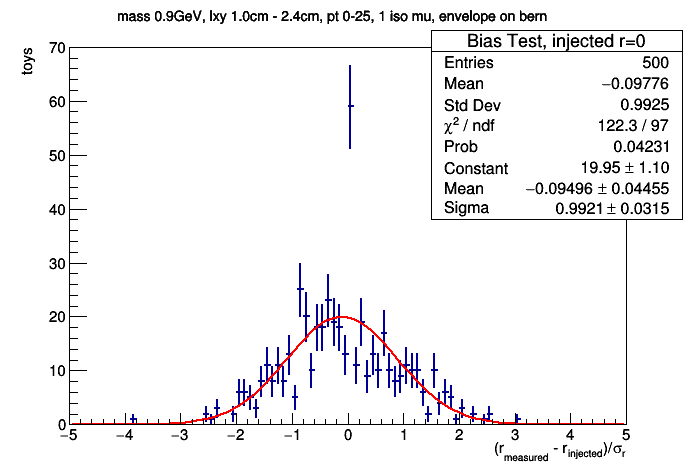 mass 0.9GeV, lxy 1.0cm - 2.4cm, pt 0-25, 1 iso mu, envelope on bern
Bias Test, injected r=0
Entries 500
Mean −0.09776
Std Dev 0.9925
χ² / ndf 122.3 / 97
Prob 0.04231
Constant 19.95 ± 1.10
Mean −0.09496 ± 0.04455
Sigma 0.9921 ± 0.0315
toys
70
60
50
40
30
20
10
0
−5 −4 −3 −2 −1 0 1 2 3 4 5
(r_measured - r_injected)/σ_r